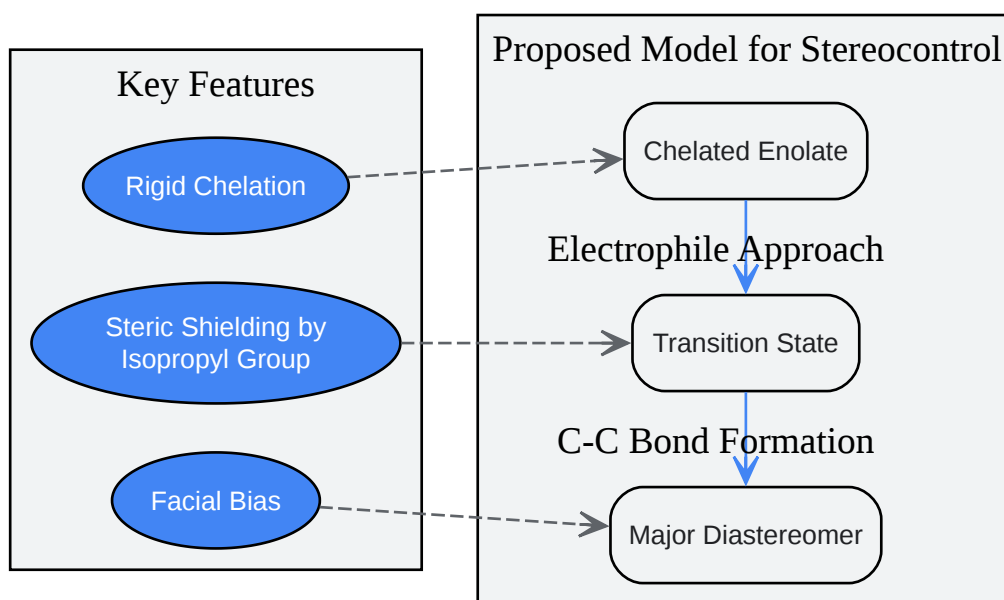 Key Features
Rigid Chelation
Steric Shielding by
Isopropyl Group
Facial Bias
Proposed Model for Stereocontrol
Chelated Enolate
Electrophile Approach
Transition State
C-C Bond Formation
Major Diastereomer